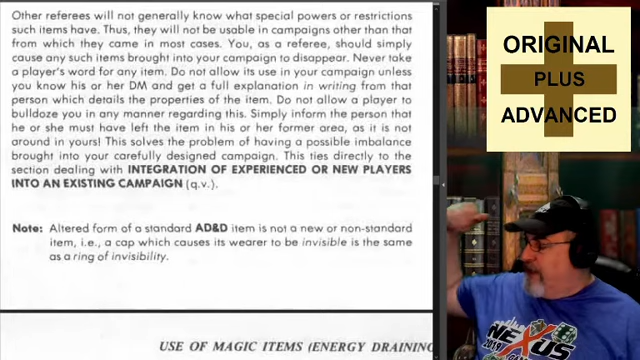 Other referees will not generally know what special powers or restrictions
such items have. Thus, they will not be usable in campaigns other than that
from which they came in most cases. You, as a referee, should simply
cause any such items brought into your campaign to disappear. Never take
a player's word for any item. Do not allow its use in your campaign unless
you know his or her DM and get a full explanation in writing from that
person which details the properties of the item. Do not allow a player to
bulldoze you in any manner regarding this. Simply inform the person that
he or she must have left the item in his or her former area, as it is not
around in yours! This solves the problem of having a possible imbalance
brought into your carefully designed campaign. This ties directly to the
section dealing with INTEGRATION OF EXPERIENCED OR NEW PLAYERS
INTO AN EXISTING CAMPAIGN (q.v.).
Note: Altered form of a standard AD&D item is not a new or non-standard
item, i.e., a cap which causes its wearer to be invisible is the same
as a ring of invisibility.
USE OF MAGIC ITEMS (ENERGY DRAINING
ORIGINAL
PLUS
ADVANCED
NEXUS
2019